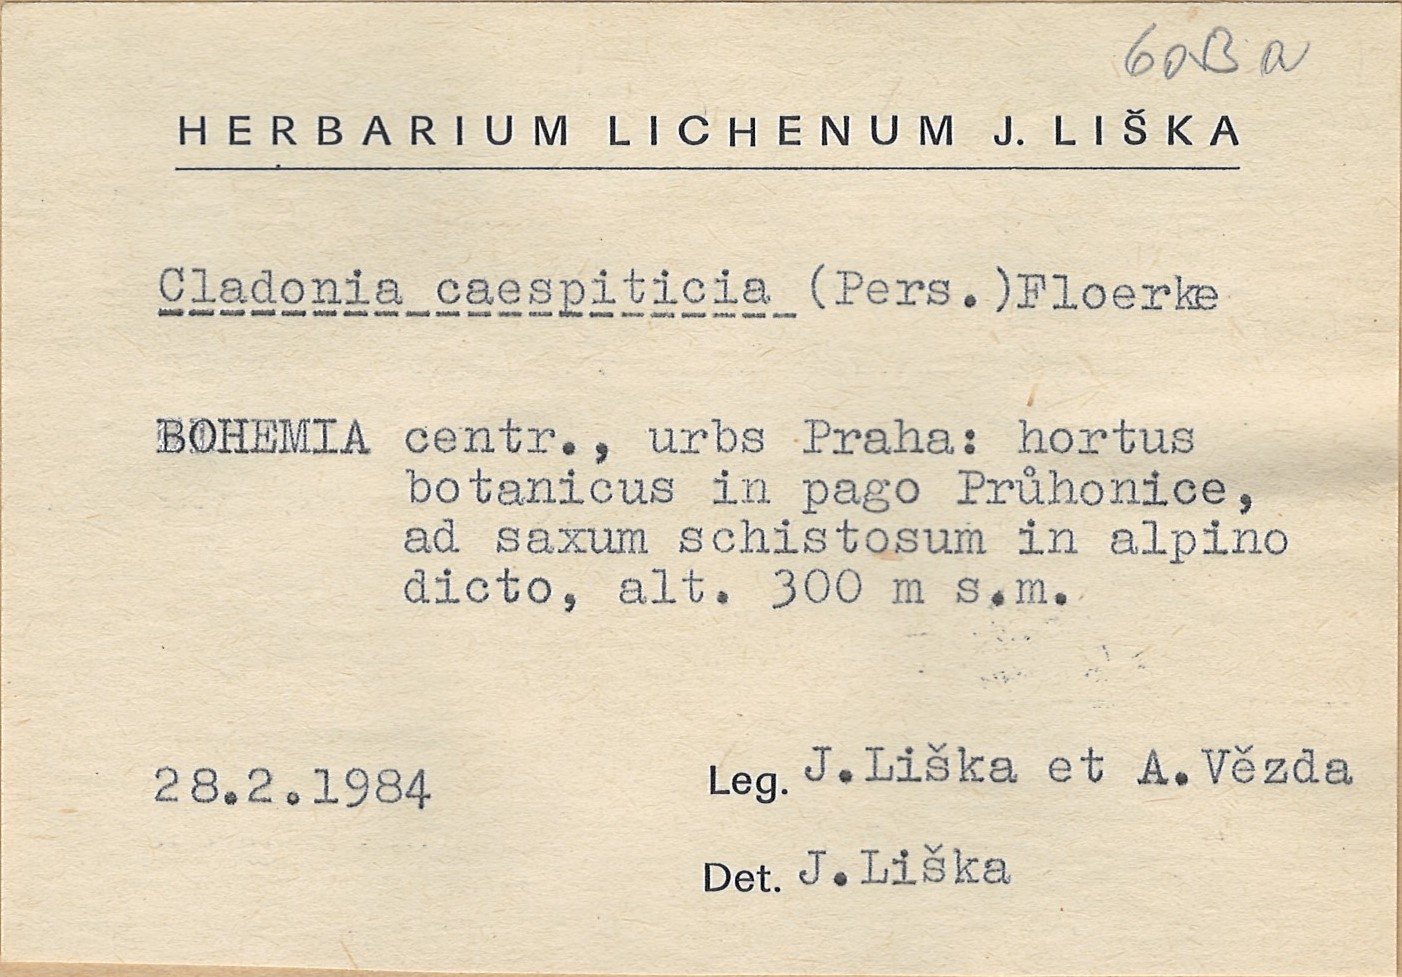 HERBARIUM LICHENUM J. LIŠKA
Cladonia caespiticia (Pers.)Floerke
BOHEMIA centr., urbs Praha: hortus
botanicus in pago Průhonice,
ad saxum schistosum in alpino
dicto, alt. 300 m s.m.
28.2.1984
Leg. J.Liška et A.Vězda
Det. J.Liška